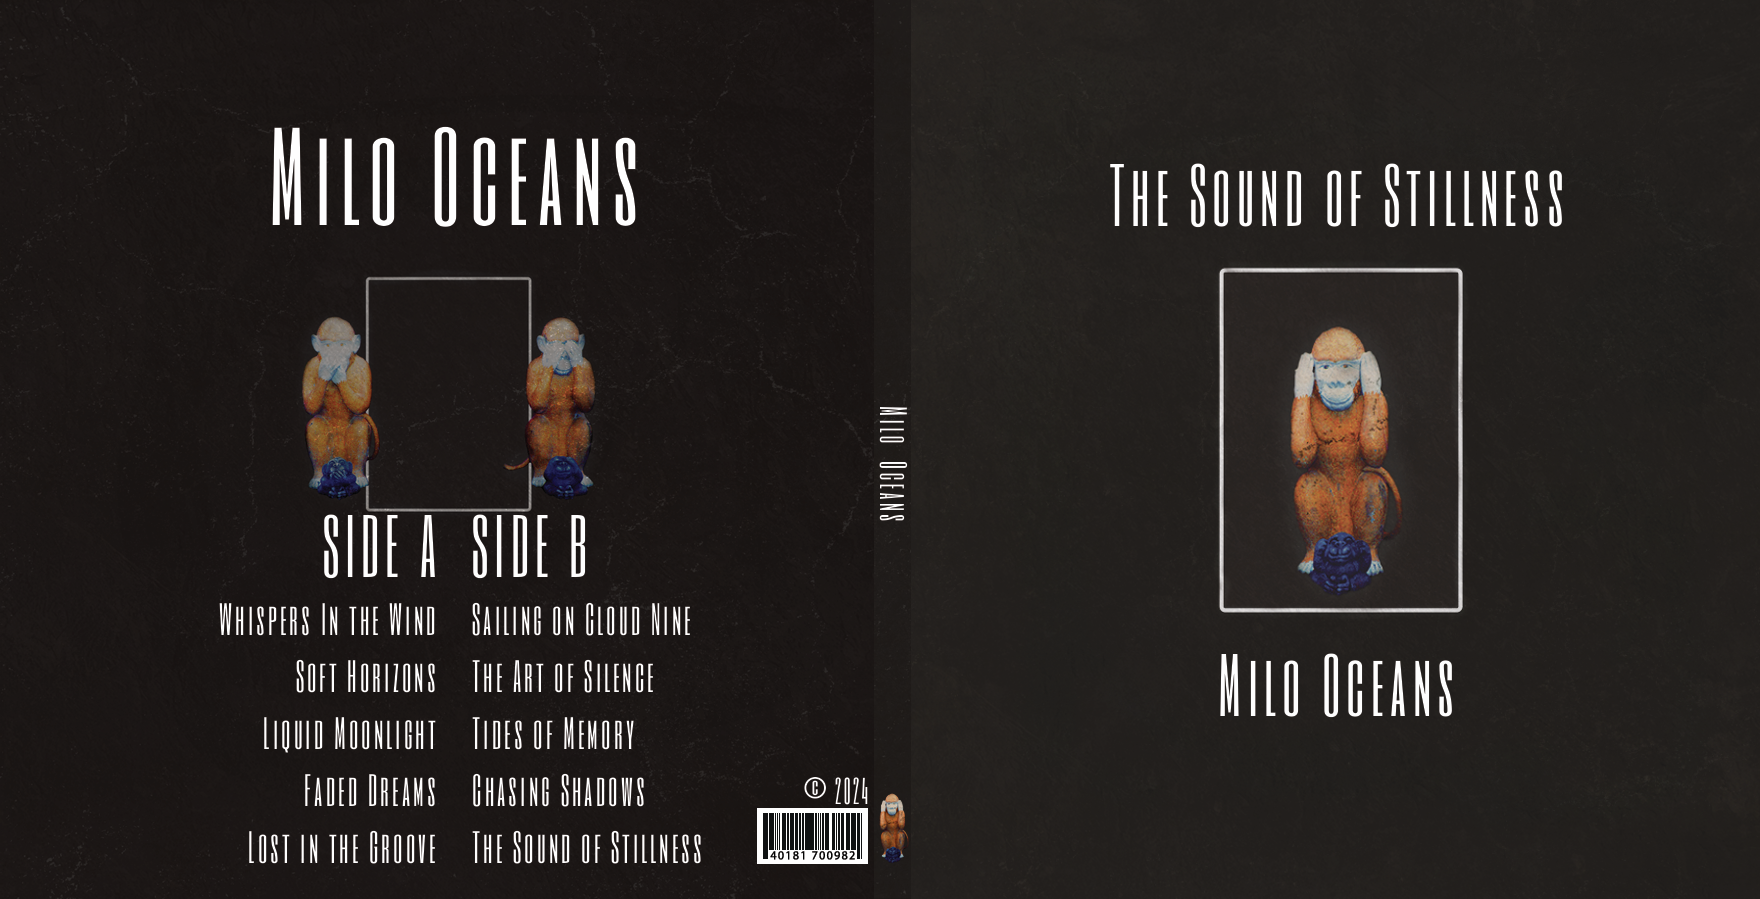 Milo Oceans
SIDE A
Whispers In the Wind
Soft Horizons
Liquid Moonlight
Faded Dreams
Lost in the Groove
SIDE B
Sailing on Cloud Nine
The Art of Silence
Tides of Memory
Chasing Shadows
The Sound of Stillness
© 2024
40181 700982
Milo Oceans
The Sound of Stillness
Milo Oceans